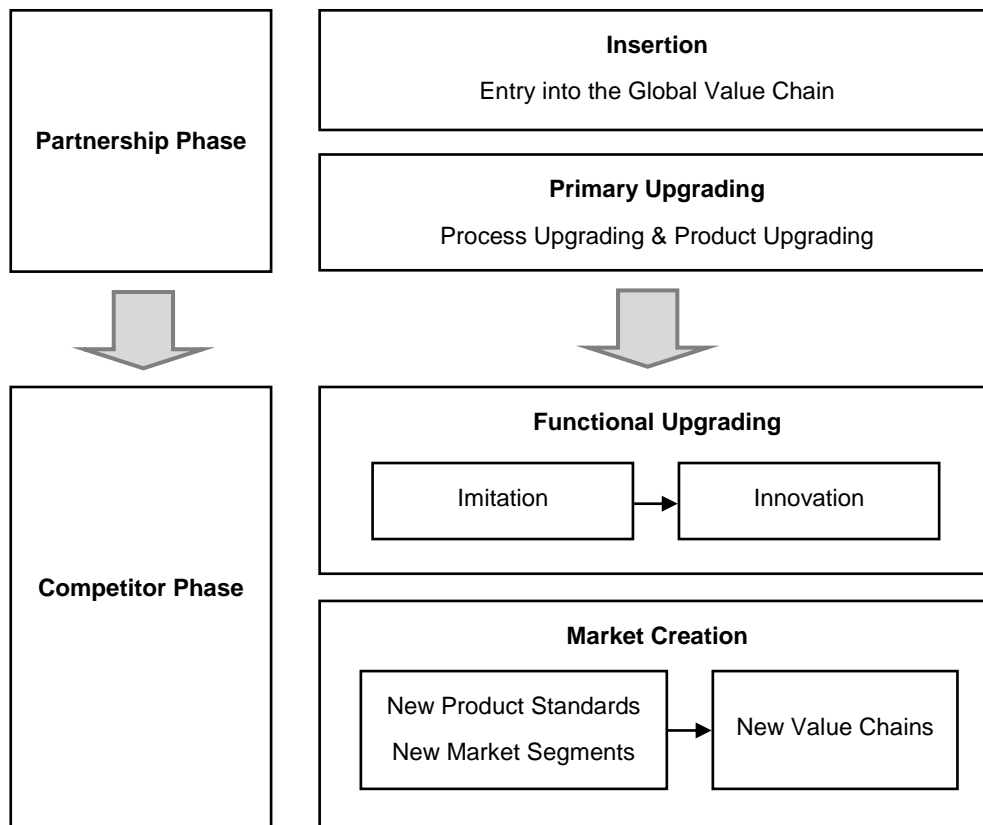 Partnership Phase
Insertion
Entry into the Global Value Chain
Primary Upgrading
Process Upgrading & Product Upgrading
Competitor Phase
Functional Upgrading
Imitation
Innovation
Market Creation
New Product Standards
New Market Segments
New Value Chains